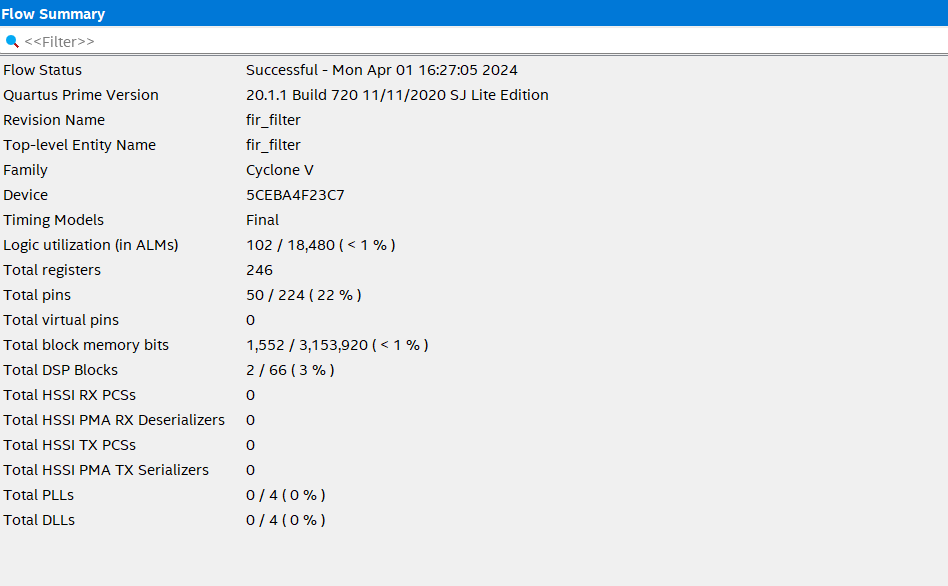 Flow Summary
<<Filter>>
Flow Status Successful - Mon Apr 01 16:27:05 2024
Quartus Prime Version 20.1.1 Build 720 11/11/2020 SJ Lite Edition
Revision Name fir_filter
Top-level Entity Name fir_filter
Family Cyclone V
Device 5CEBA4F23C7
Timing Models Final
Logic utilization (in ALMs) 102 / 18,480 ( < 1 % )
Total registers 246
Total pins 50 / 224 ( 22 % )
Total virtual pins 0
Total block memory bits 1,552 / 3,153,920 ( < 1 % )
Total DSP Blocks 2 / 66 ( 3 % )
Total HSSI RX PCSs 0
Total HSSI PMA RX Deserializers 0
Total HSSI TX PCSs 0
Total HSSI PMA TX Serializers 0
Total PLLs 0 / 4 ( 0 % )
Total DLLs 0 / 4 ( 0 % )